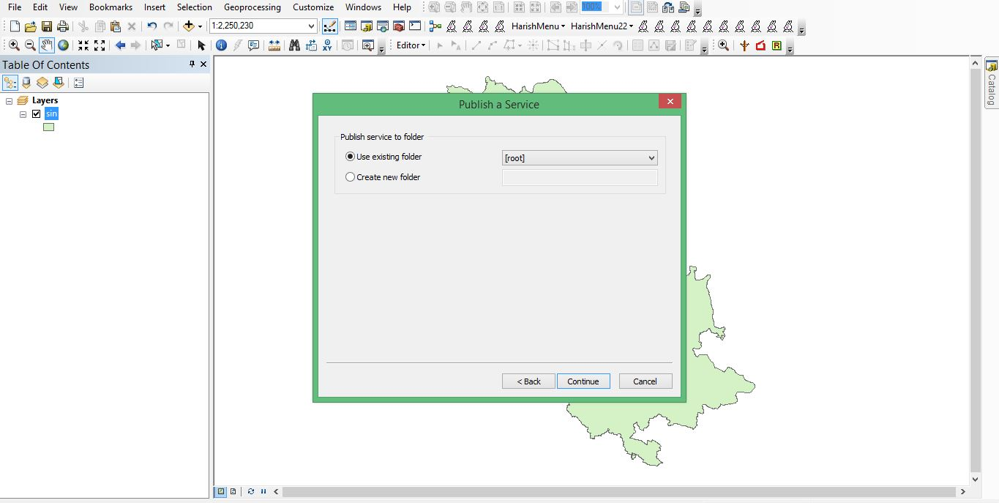 File Edit View Bookmarks Insert Selection Geoprocessing Customize Windows Help 100%
1:2,250,230 HarishMenu HarishMenu22
Editor
Table Of Contents
Layers
sin
Catalog
Publish a Service
Publish service to folder
Use existing folder [root]
Create new folder
< Back Continue Cancel